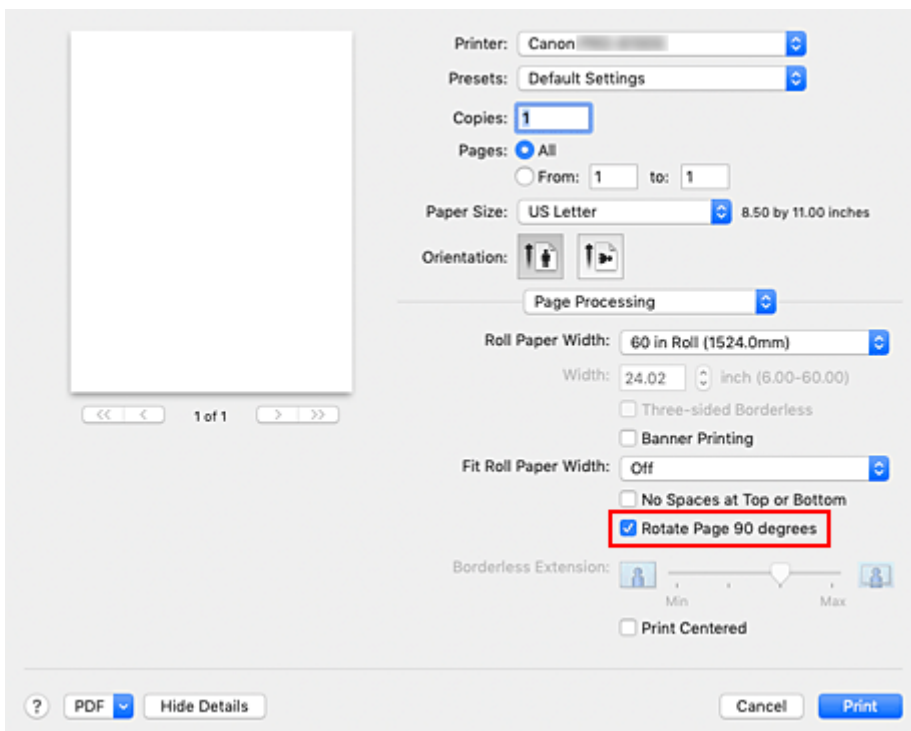 Printer: Canon
Presets: Default Settings
Copies: 1
Pages: All
From: 1 to: 1
Paper Size: US Letter 8.50 by 11.00 inches
Orientation:
Page Processing
Roll Paper Width: 60 in Roll (1524.0mm)
Width: 24.02 inch (6.00-60.00)
Three-sided Borderless
Banner Printing
Fit Roll Paper Width: Off
No Spaces at Top or Bottom
Rotate Page 90 degrees
Borderless Extension:
Min Max
Print Centered
<< < 1 of 1 > >>
? PDF Hide Details Cancel Print